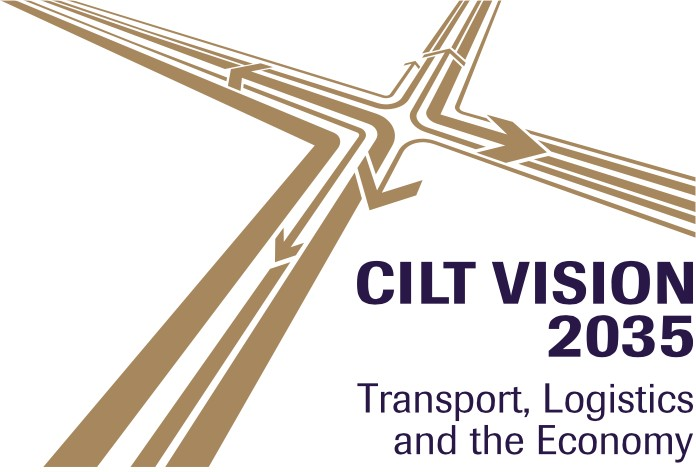 CILT VISION
2035
Transport, Logistics
and the Economy